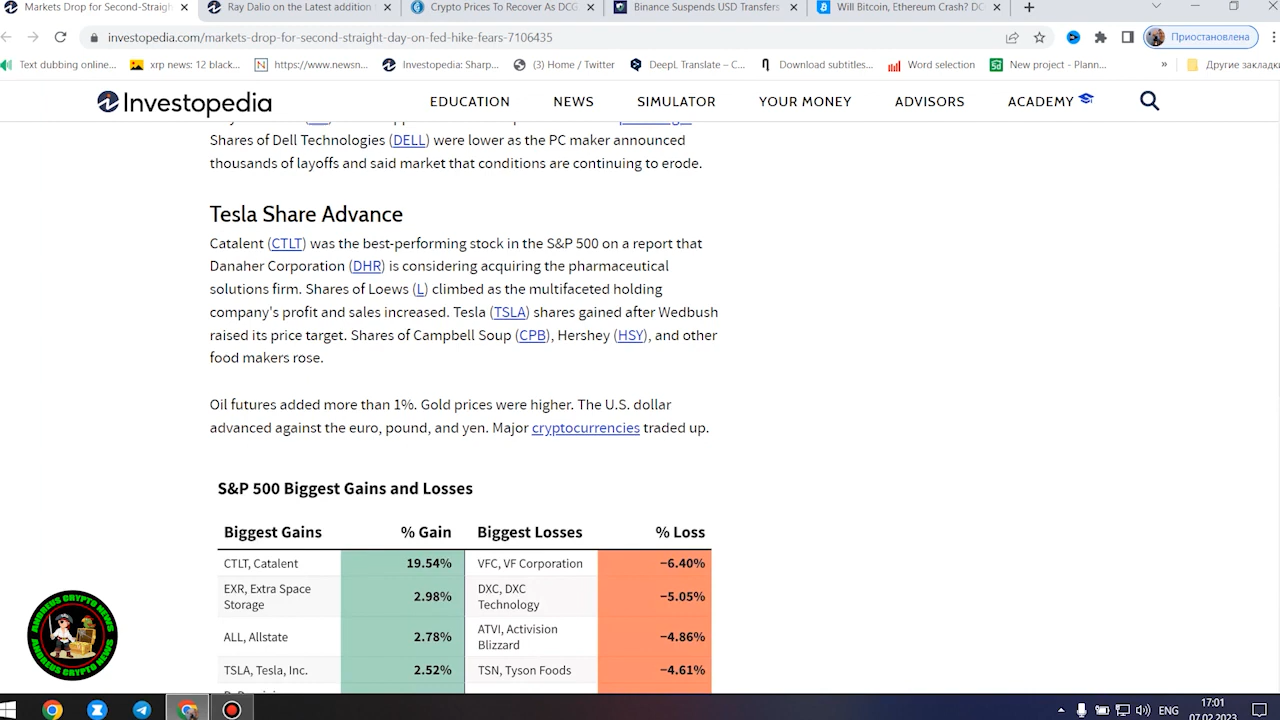 Markets Drop for Second-Straigh
Ray Dalio on the Latest addition
Crypto Prices To Recover As DCG
Binance Suspends USD Transfers
Will Bitcoin, Ethereum Crash? DC
investopedia.com/markets-drop-for-second-straight-day-on-fed-hike-fears-7106435
Приостановлена
Text dubbing online...
xrp news: 12 black...
https://www.newsn...
Investopedia: Sharp...
(3) Home / Twitter
DeepL Translate – C...
Download subtitles...
Word selection
New project - Plann...
»
Другие закладки
Investopedia
EDUCATION NEWS SIMULATOR YOUR MONEY ADVISORS ACADEMY
Shares of Dell Technologies (DELL) were lower as the PC maker announced
thousands of layoffs and said market that conditions are continuing to erode.
Tesla Share Advance
Catalent (CTLT) was the best-performing stock in the S&P 500 on a report that
Danaher Corporation (DHR) is considering acquiring the pharmaceutical
solutions firm. Shares of Loews (L) climbed as the multifaceted holding
company's profit and sales increased. Tesla (TSLA) shares gained after Wedbush
raised its price target. Shares of Campbell Soup (CPB), Hershey (HSY), and other
food makers rose.
Oil futures added more than 1%. Gold prices were higher. The U.S. dollar
advanced against the euro, pound, and yen. Major cryptocurrencies traded up.
S&P 500 Biggest Gains and Losses
Biggest Gains % Gain Biggest Losses % Loss
CTLT, Catalent 19.54% VFC, VF Corporation −6.40%
EXR, Extra Space
Storage 2.98% DXC, DXC
Technology −5.05%
ALL, Allstate 2.78% ATVI, Activision
Blizzard −4.86%
TSLA, Tesla, Inc. 2.52% TSN, Tyson Foods −4.61%
ANDREUS CRYPTO NEWS
ANDREUS CRYPTO NEWS
ENG
17:01
07.02.2023